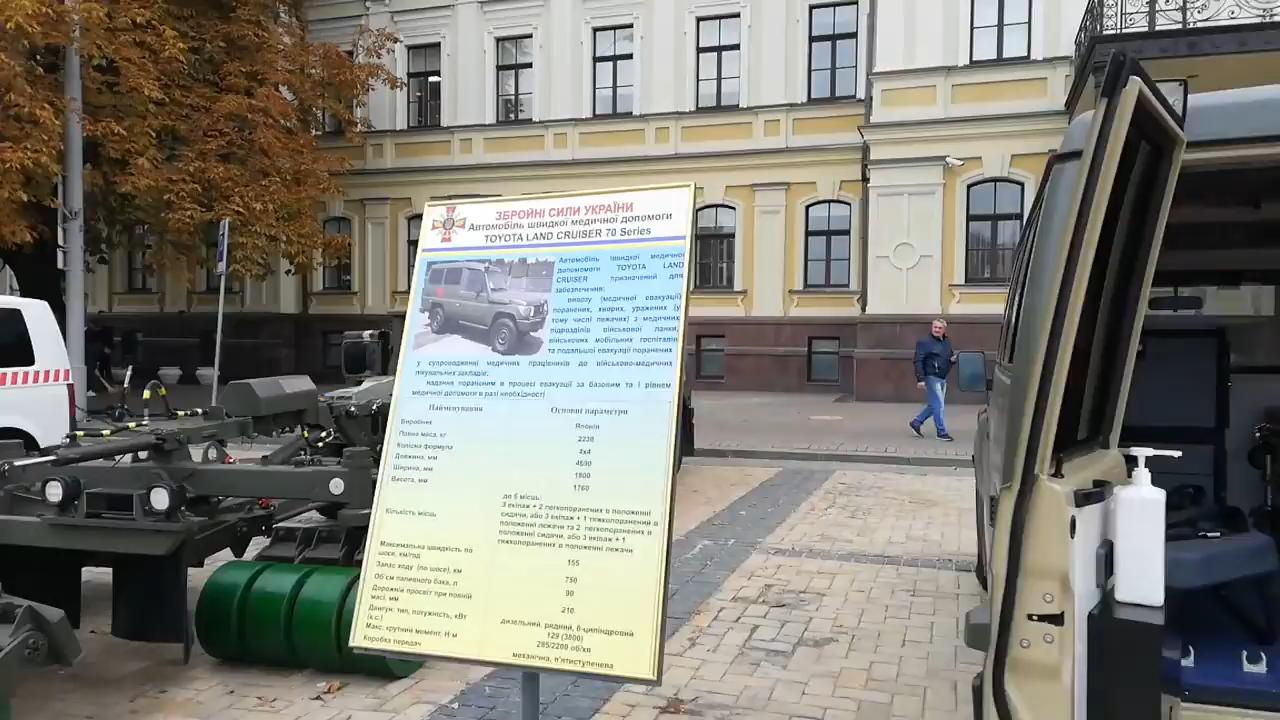 ЗБРОЙНІ СИЛИ УКРАЇНИ
Автомобіль швидкої медичної допомоги
TOYOTA LAND CRUISER 70 Series
Автомобіль швидкої медичної
допомоги TOYOTA LAND
CRUISER призначений для
забезпечення:
вивозу (медичної евакуації)
поранених, хворих, уражених (у
тому числі лежачих) з медичних
підрозділів військової ланки,
військових мобільних госпіталів
та подальшої евакуації поранених
у супроводженні медичних працівників до військово-медичних
лікувальних закладів;
надання пораненим в процесі евакуації за базовим та І рівнем
медичної допомоги в разі необхідності
Найменування Основні параметри
Виробник Японія
Повна маса, кг 2230
Колісна формула 4х4
Довжина, мм 4690
Ширина, мм 1800
Висота, мм 1760
Кількість місць до 6 місць:
3 екіпаж + 2 легкопоранених в положенні
сидячи, або 3 екіпаж + 1 тяжкопоранений в
положенні лежачи та 2 легкопоранених в
положенні сидячи, або 3 екіпаж + 1
тяжкопоранений в положенні лежачи
Максимальна швидкість по
шосе, км/год 155
Запас ходу (по шосе), км 750
Об'єм паливного бака, л 90
Дорожній просвіт при повній
масі, мм 210
Двигун: тип, потужність, кВт
(к.с.) дизельний, рядний, 6-циліндровий
129 (3800)
Макс. крутний момент, Н м 285/2200 об/хв
Коробка передач механічна, п'ятиступенева